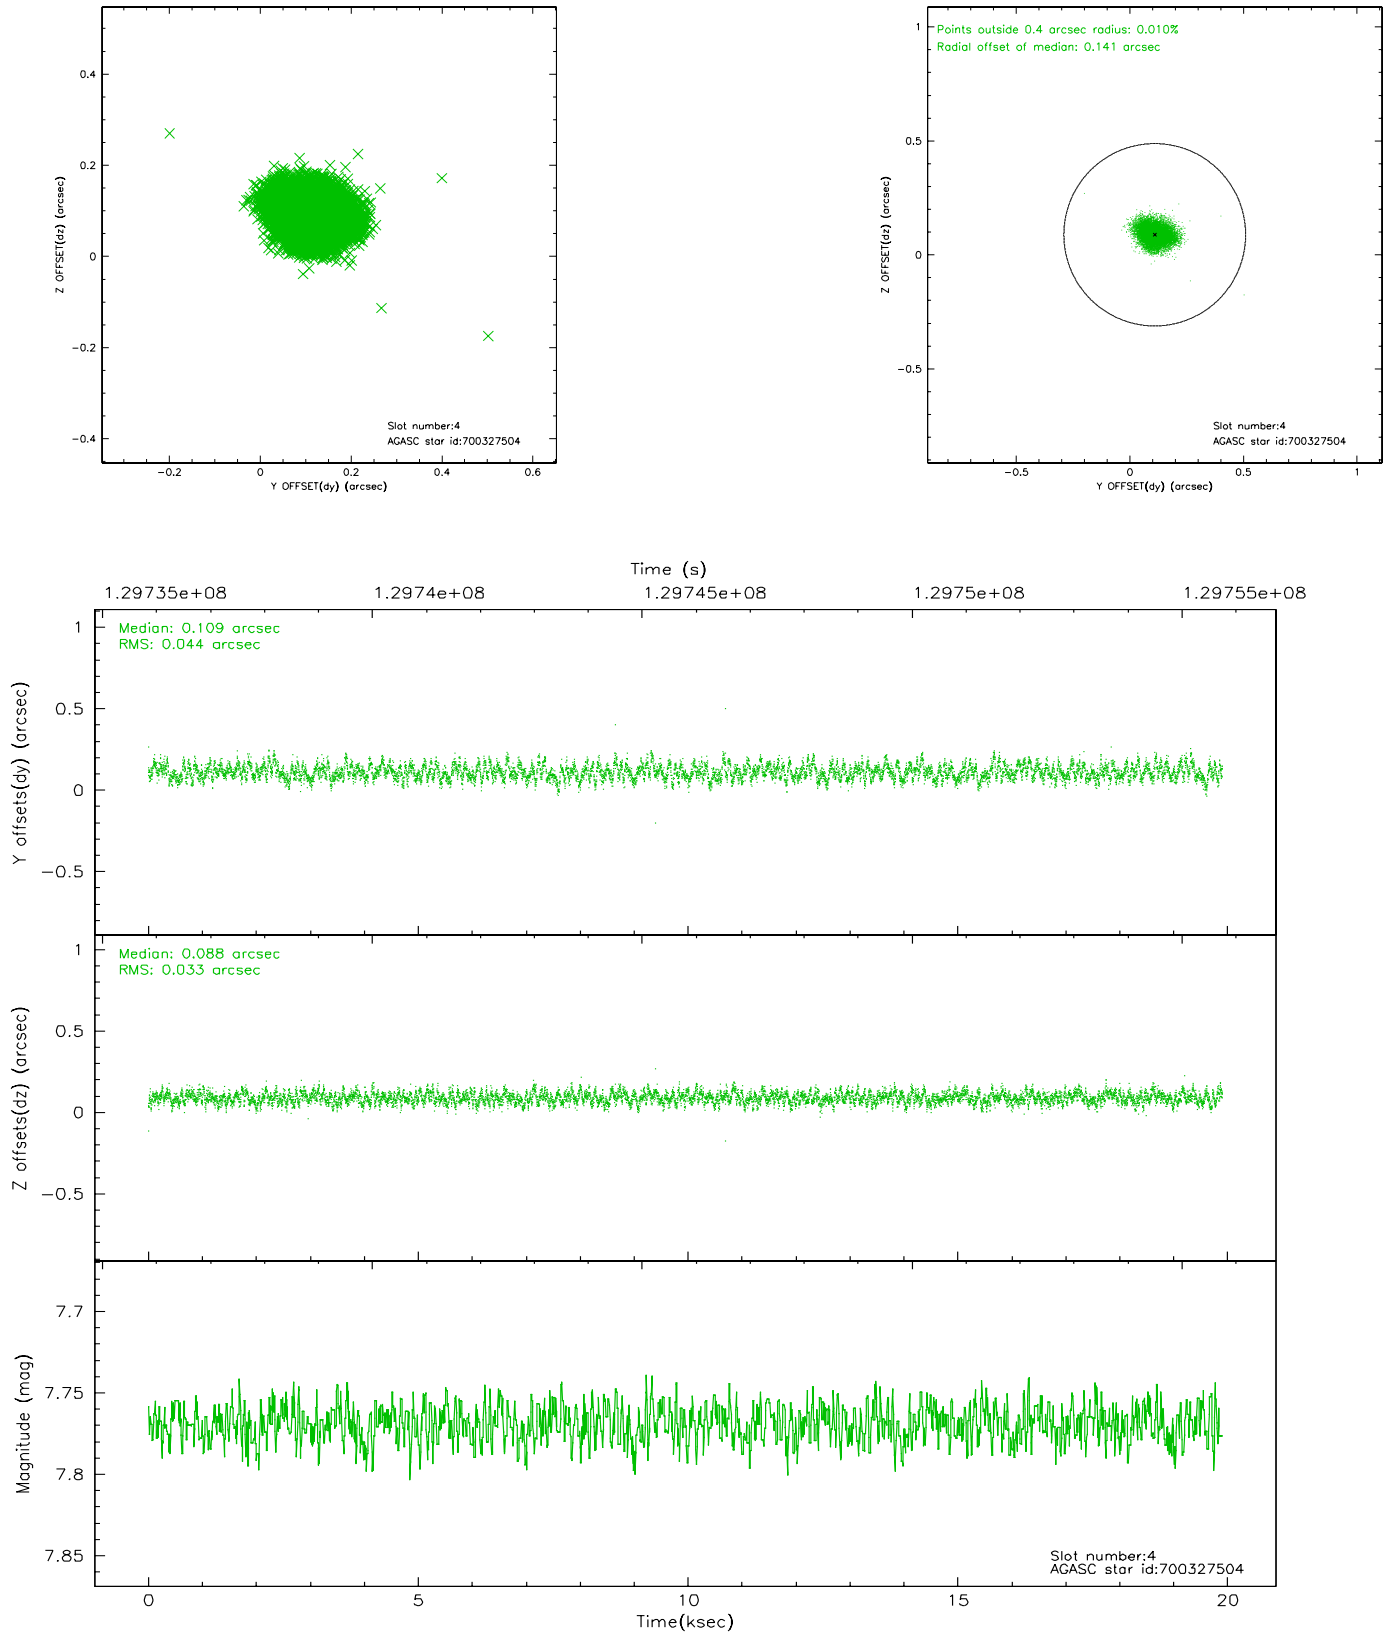 0.4
0.2
0
−0.2
−0.4
Z OFFSET(dz) (arcsec)
Slot number:4
AGASC star id:700327504
−0.2 0 0.2 0.4 0.6
Y OFFSET(dy) (arcsec)
Points outside 0.4 arcsec radius: 0.010%
Radial offset of median: 0.141 arcsec
1
0.5
0
−0.5
Z OFFSET(dz) (arcsec)
Slot number:4
AGASC star id:700327504
−0.5 0 0.5 1
Y OFFSET(dy) (arcsec)
Time (s)
1.29735e+08 1.2974e+08 1.29745e+08 1.2975e+08 1.29755e+08
Median: 0.109 arcsec
RMS: 0.044 arcsec
1
0.5
0
−0.5
Y offsets(dy) (arcsec)
Median: 0.088 arcsec
RMS: 0.033 arcsec
1
0.5
0
−0.5
Z offsets(dz) (arcsec)
7.7
7.75
7.8
7.85
Magnitude (mag)
Slot number:4
AGASC star id:700327504
0 5 10 15 20
Time(ksec)